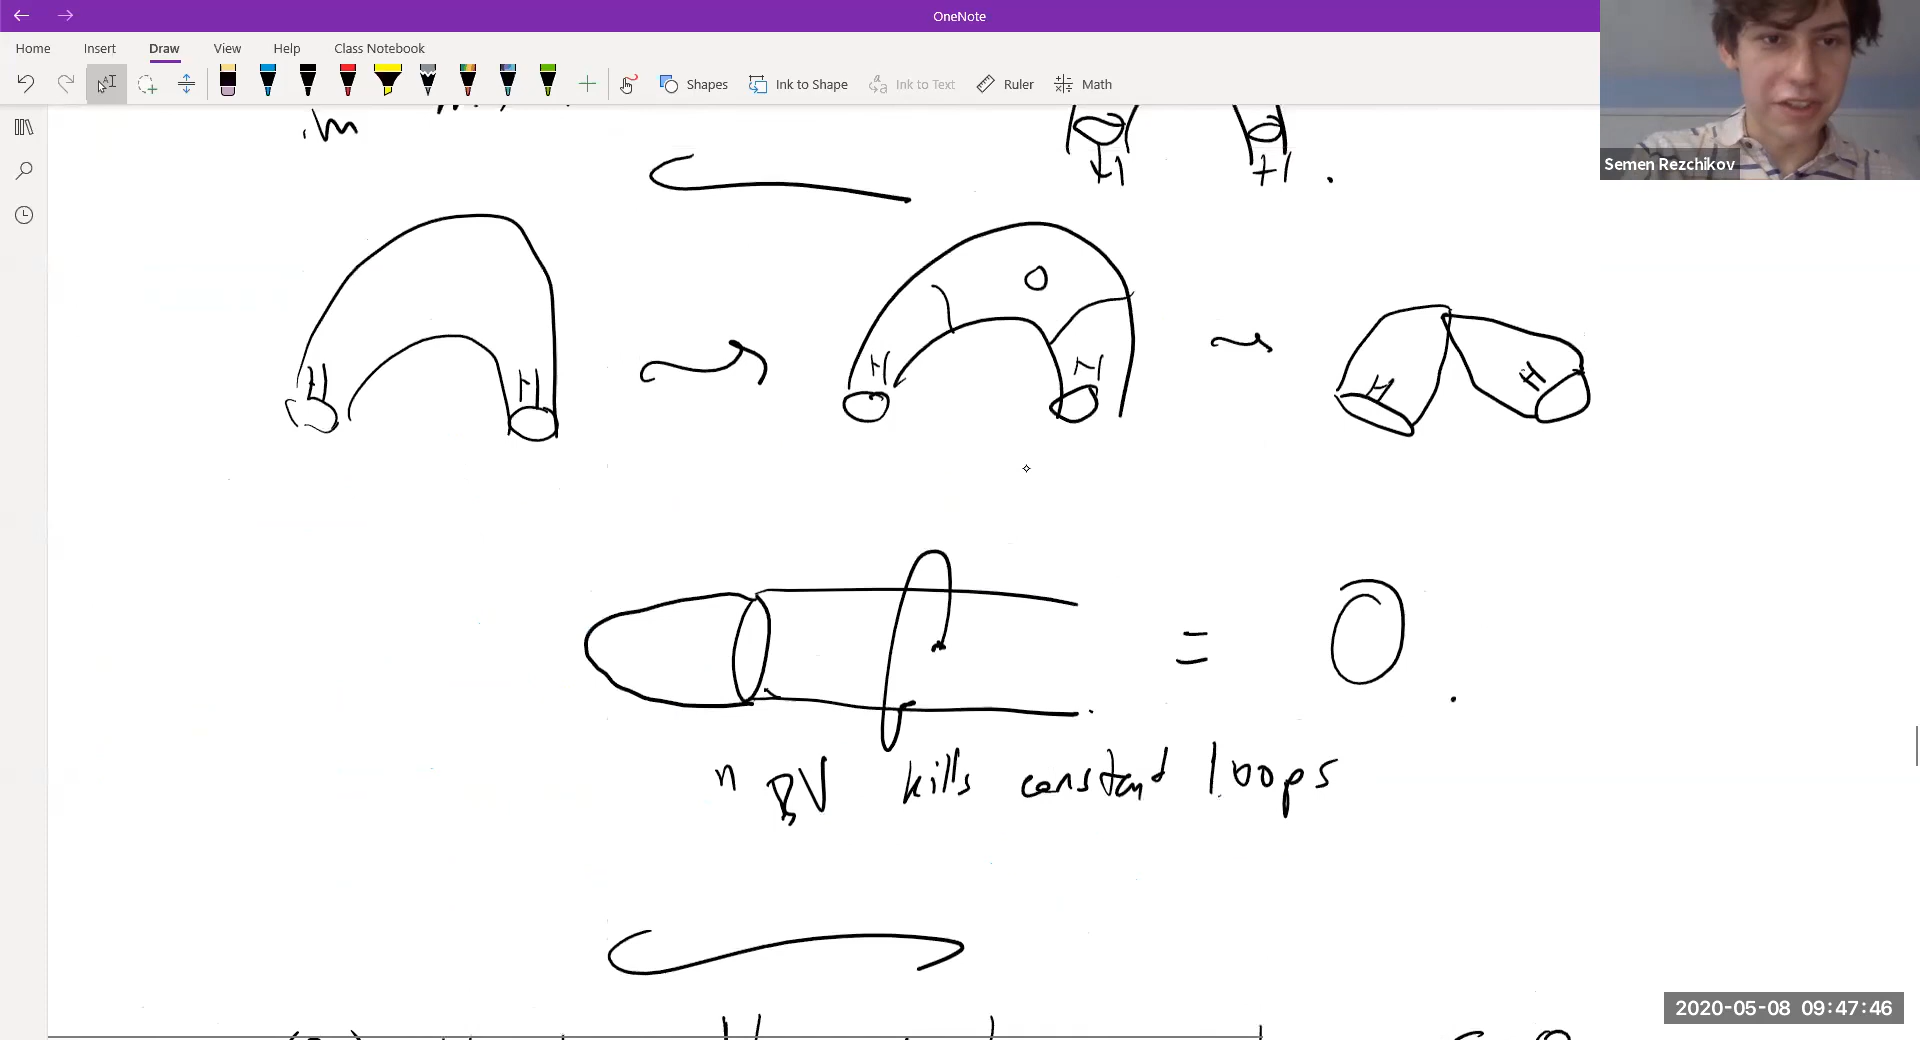 OneNote
Home Insert Draw View Help Class Notebook
Shapes Ink to Shape Ink to Text Ruler Math
Semen Rezchikov
+1 +1 .
H H H H H H
O
= 0 .
" BV kills constant loops
2020-05-08 09:47:46